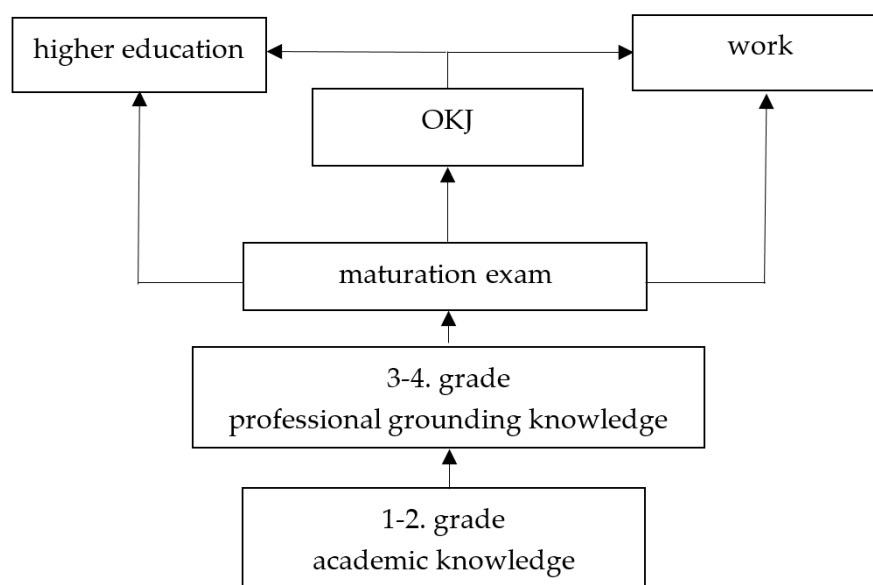 higher education
work
OKJ
maturation exam
3-4. grade
professional grounding knowledge
1-2. grade
academic knowledge